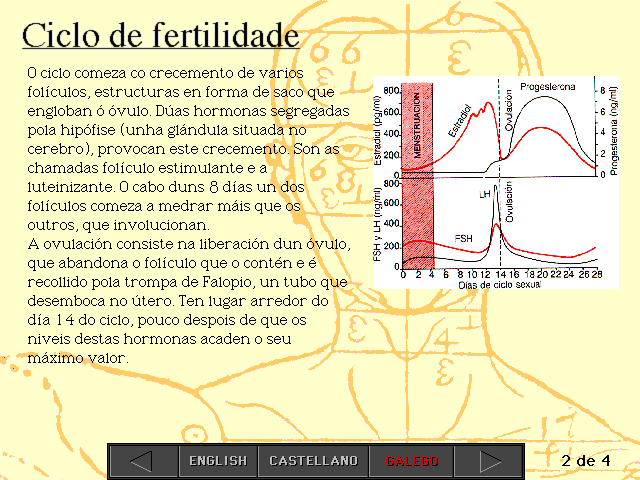 Ciclo de fertilidade
O ciclo comeza co crecemento de varios
folículos, estructuras en forma de saco que
engloban ó óvulo. Dúas hormonas segregadas
pola hipófise (unha glándula situada no
cerebro), provocan este crecemento. Son as
chamadas folículo estimulante e a
luteinizante. O cabo duns 8 días un dos
folículos comeza a medrar máis que os
outros, que involucionan.
A ovulación consiste na liberación dun óvulo,
que abandona o folículo que o contén e é
recollido pola trompa de Falopio, un tubo que
desemboca no útero. Ten lugar arredor do
día 14 do ciclo, pouco despois de que os
niveis destas hormonas acaden o seu
máximo valor.
Estradiol (pg/ml)
800
600
400
200
0
MENSTRUACION
Estradiol
Ovulación
Progesterona
8
6
4
2
0
Progesterona (ng/ml)
FSH y LH (ng/ml)
800
600
400
200
0
LH
FSH
Ovulación
0 2 4 6 8 10 12 14 16 18 20 22 24 26 28
Días de ciclo sexual
ENGLISH CASTELLANO GALEGO 2 de 4